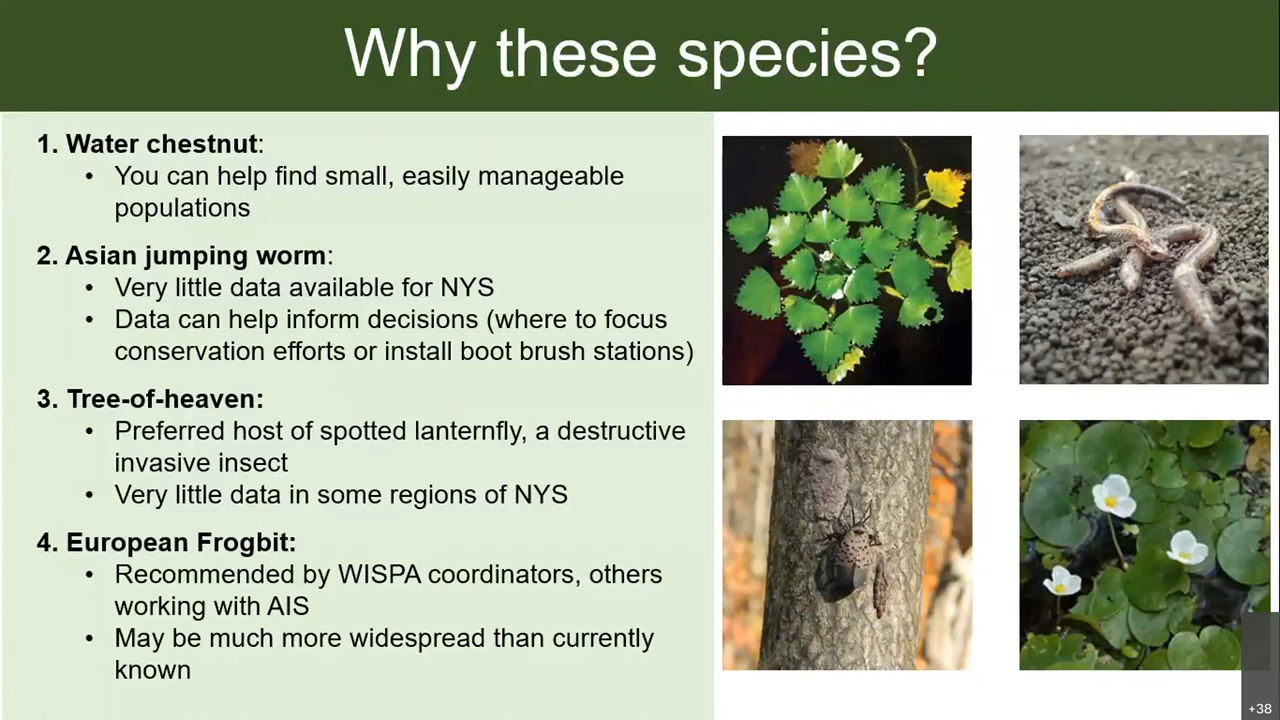 Why these species?
1. Water chestnut:
• You can help find small, easily manageable
populations
2. Asian jumping worm:
• Very little data available for NYS
• Data can help inform decisions (where to focus
conservation efforts or install boot brush stations)
3. Tree-of-heaven:
• Preferred host of spotted lanternfly, a destructive
invasive insect
• Very little data in some regions of NYS
4. European Frogbit:
• Recommended by WISPA coordinators, others
working with AIS
• May be much more widespread than currently
known
+38